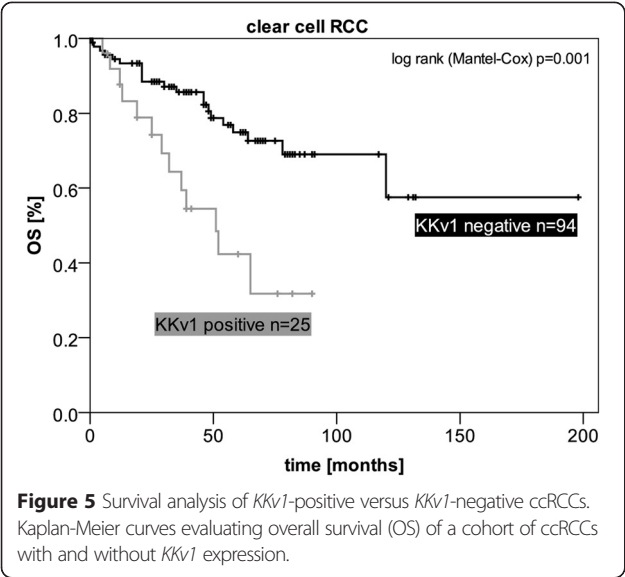 clear cell RCC
log rank (Mantel-Cox) p=0.001
1.0
0.8
0.6
0.4
0.2
0.0
OS [%]
KKv1 negative n=94
KKv1 positive n=25
0
50
100
150
200
time [months]
Figure 5 Survival analysis of KKv1-positive versus KKv1-negative ccRCCs.
Kaplan-Meier curves evaluating overall survival (OS) of a cohort of ccRCCs
with and without KKv1 expression.